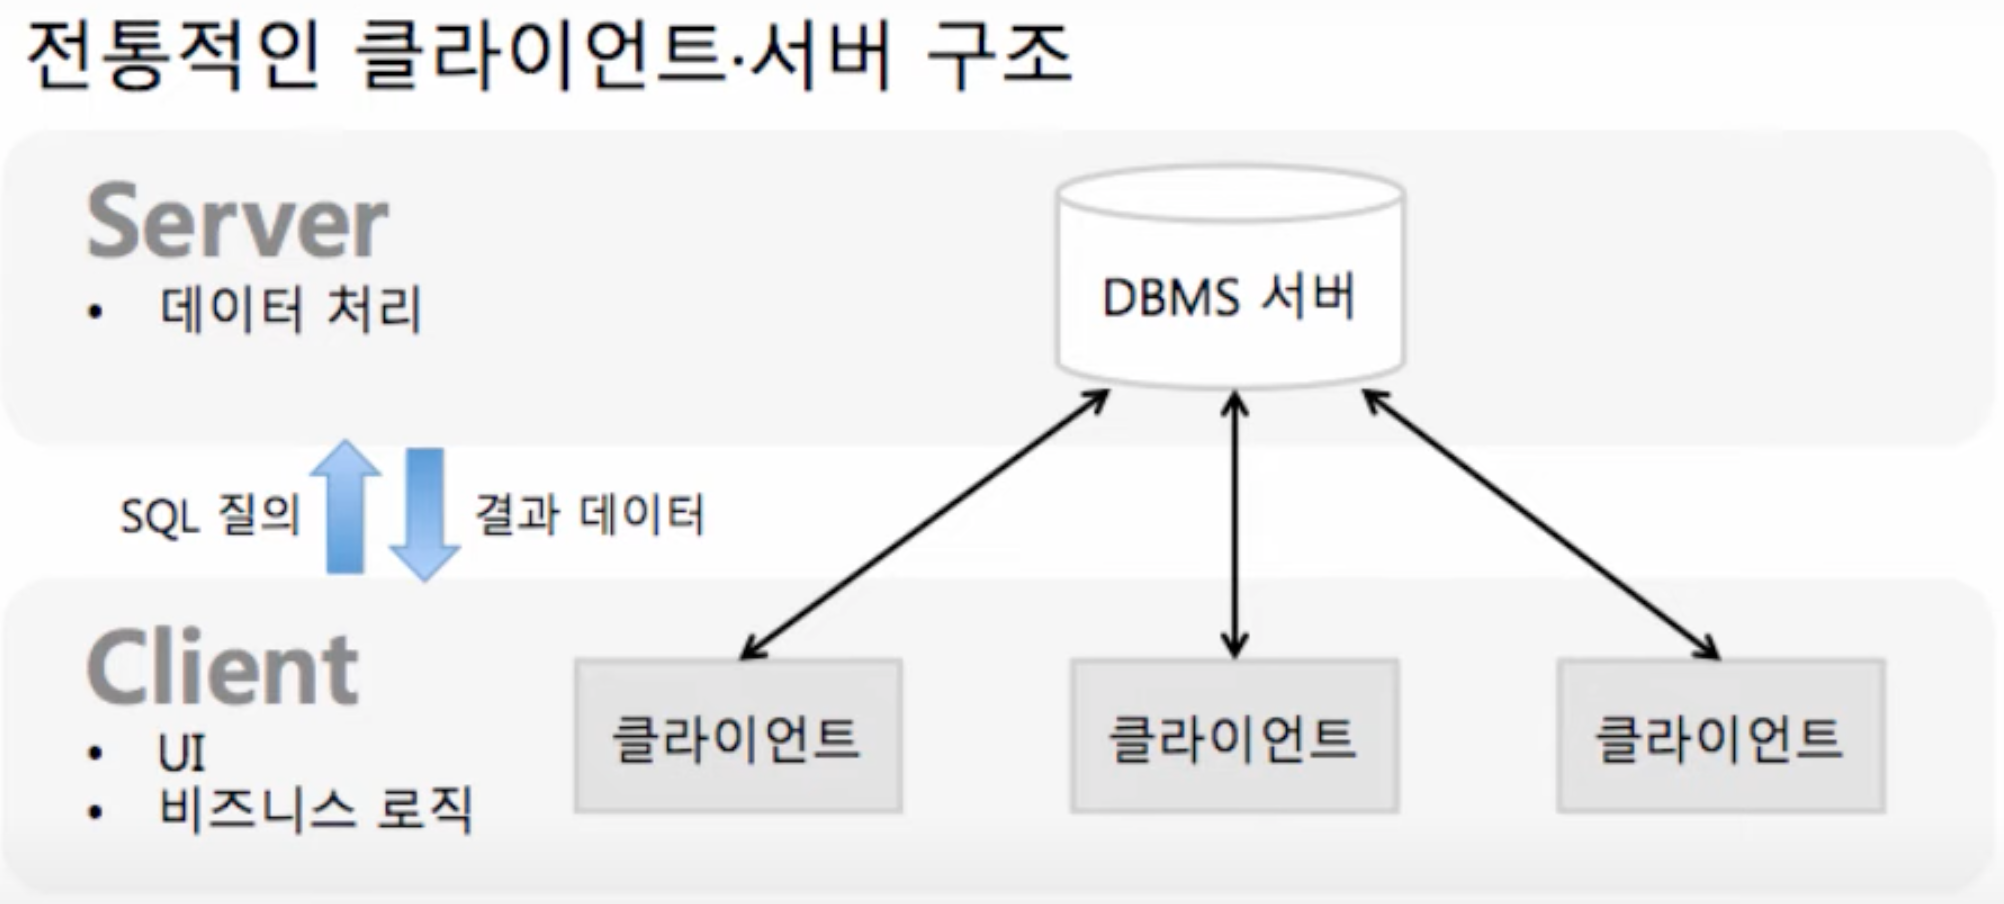 전통적인 클라이언트·서버 구조
Server
• 데이터 처리
DBMS 서버
SQL 질의
결과 데이터
Client
• UI
• 비즈니스 로직
클라이언트
클라이언트
클라이언트